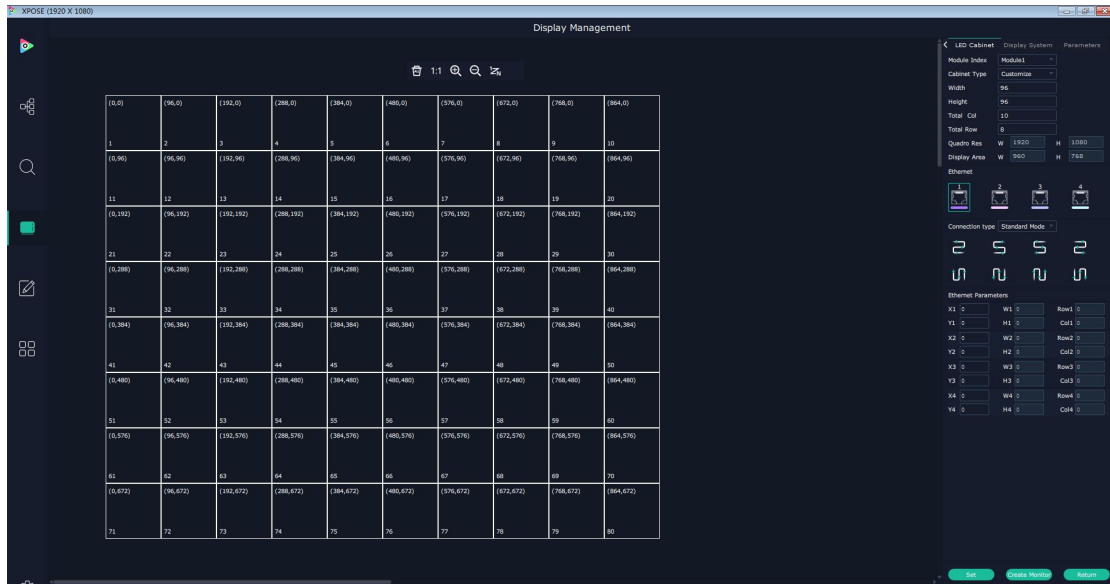 XPOSE (1920 X 1080)
Display Management
1:1
LED Cabinet Display System Parameters
Module Index Module1
Cabinet Type Customize
Width 96
Height 96
Total Col 10
Total Row 8
Quadro Res W 1920 H 1080
Display Area W 960 H 768
Ethernet
1 2 3 4
Connection type Standard Mode
Ethernet Parameters
X1 0 W1 0 Row1 0
Y1 0 H1 0 Col1 0
X2 0 W2 0 Row2 0
Y2 0 H2 0 Col2 0
X3 0 W3 0 Row3 0
Y3 0 H3 0 Col3 0
X4 0 W4 0 Row4 0
Y4 0 H4 0 Col4 0
(0,0) (96,0) (192,0) (288,0) (384,0) (480,0) (576,0) (672,0) (768,0) (864,0)
1 2 3 4 5 6 7 8 9 10
(0,96) (96,96) (192,96) (288,96) (384,96) (480,96) (576,96) (672,96) (768,96) (864,96)
11 12 13 14 15 16 17 18 19 20
(0,192) (96,192) (192,192) (288,192) (384,192) (480,192) (576,192) (672,192) (768,192) (864,192)
21 22 23 24 25 26 27 28 29 30
(0,288) (96,288) (192,288) (288,288) (384,288) (480,288) (576,288) (672,288) (768,288) (864,288)
31 32 33 34 35 36 37 38 39 40
(0,384) (96,384) (192,384) (288,384) (384,384) (480,384) (576,384) (672,384) (768,384) (864,384)
41 42 43 44 45 46 47 48 49 50
(0,480) (96,480) (192,480) (288,480) (384,480) (480,480) (576,480) (672,480) (768,480) (864,480)
51 52 53 54 55 56 57 58 59 60
(0,576) (96,576) (192,576) (288,576) (384,576) (480,576) (576,576) (672,576) (768,576) (864,576)
61 62 63 64 65 66 67 68 69 70
(0,672) (96,672) (192,672) (288,672) (384,672) (480,672) (576,672) (672,672) (768,672) (864,672)
71 72 73 74 75 76 77 78 79 80
Set Create Monitor Return